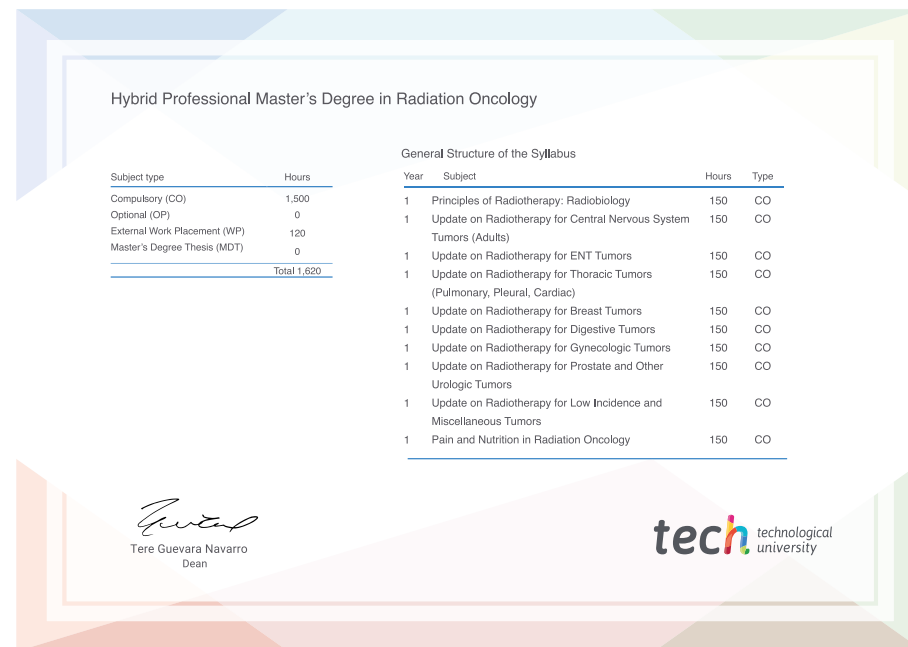 Hybrid Professional Master's Degree in Radiation Oncology
Subject type Hours
Compulsory (CO) 1,500
Optional (OP) 0
External Work Placement (WP) 120
Master's Degree Thesis (MDT) 0
Total 1,620
General Structure of the Syllabus
Year Subject Hours Type
1 Principles of Radiotherapy: Radiobiology 150 CO
1 Update on Radiotherapy for Central Nervous System 150 CO
Tumors (Adults)
1 Update on Radiotherapy for ENT Tumors 150 CO
1 Update on Radiotherapy for Thoracic Tumors 150 CO
(Pulmonary, Pleural, Cardiac)
1 Update on Radiotherapy for Breast Tumors 150 CO
1 Update on Radiotherapy for Digestive Tumors 150 CO
1 Update on Radiotherapy for Gynecologic Tumors 150 CO
1 Update on Radiotherapy for Prostate and Other 150 CO
Urologic Tumors
1 Update on Radiotherapy for Low Incidence and 150 CO
Miscellaneous Tumors
1 Pain and Nutrition in Radiation Oncology 150 CO
Tere Guevara Navarro
Dean
tech technological
university